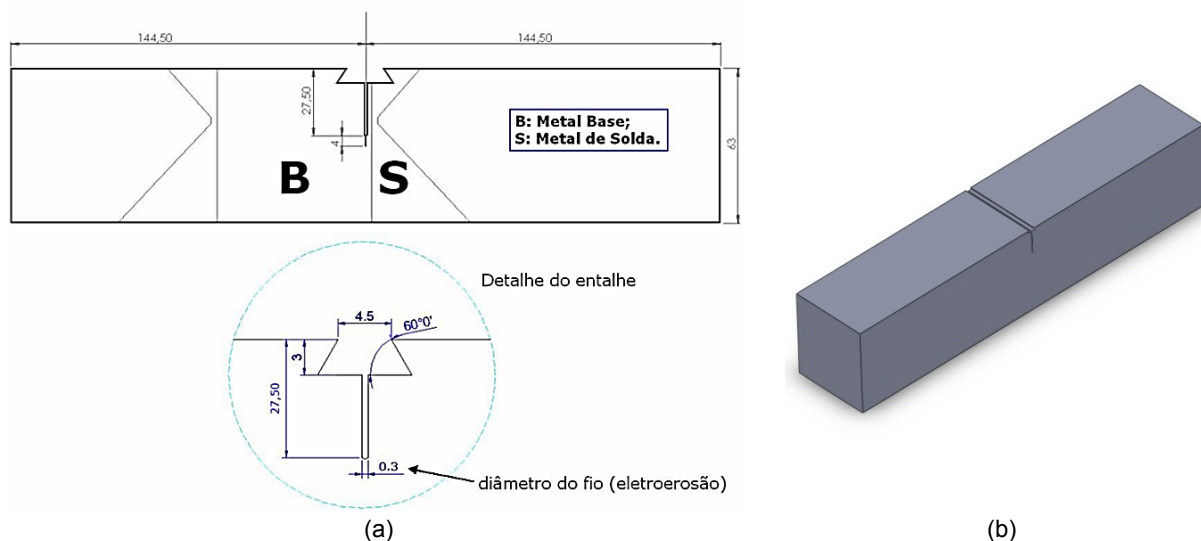 144,50
144,50
27,50
4
63
B: Metal Base;
S: Metal de Solda.
B
S
Detalhe do entalhe
4.5
60°0'
3
27,50
0.3
diâmetro do fio (eletroerosão)
(a)
(b)